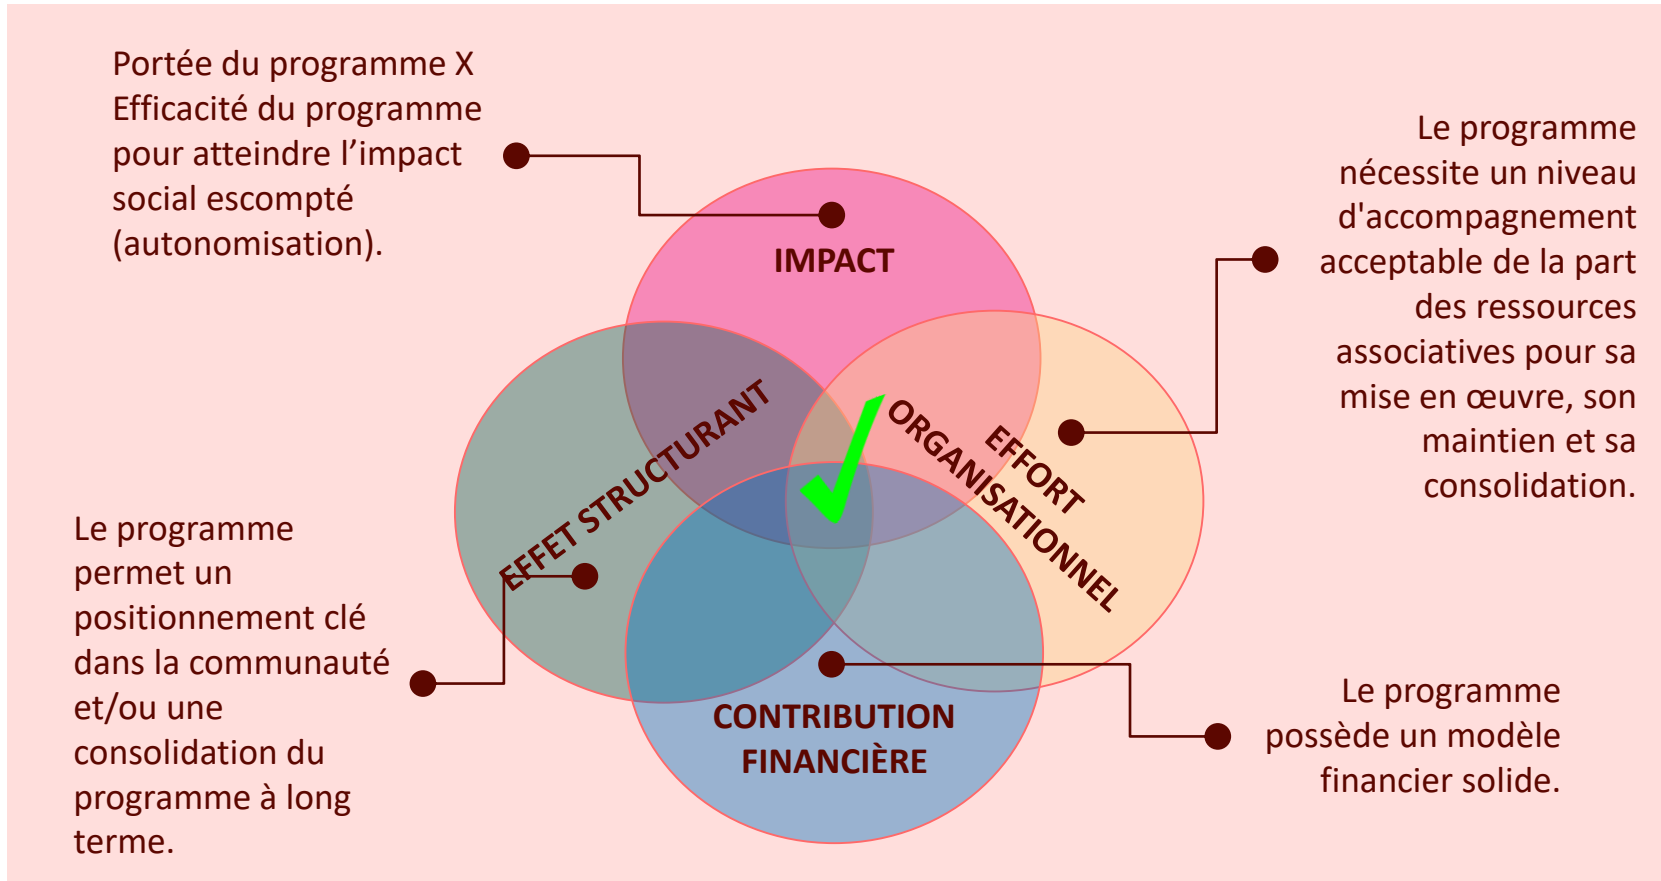 Portée du programme X
Efficacité du programme
pour atteindre l’impact
social escompté
(autonomisation).
IMPACT
Le programme
nécessite un niveau
d'accompagnement
acceptable de la part
des ressources
associatives pour sa
mise en œuvre, son
maintien et sa
consolidation.
EFFET STRUCTURANT
EFFORT
ORGANISATIONNEL
Le programme
permet un
positionnement clé
dans la communauté
et/ou une
consolidation du
programme à long
terme.
CONTRIBUTION
FINANCIÈRE
Le programme
possède un modèle
financier solide.